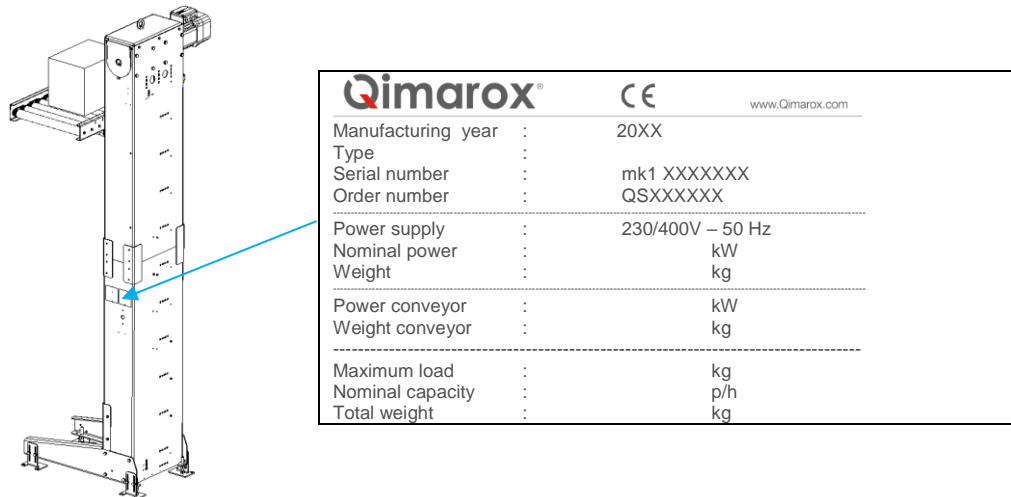 Qimarox® CE www.Qimarox.com
Manufacturing year : 20XX
Type :
Serial number : mk1 XXXXXXX
Order number : QSXXXXXX
Power supply : 230/400V – 50 Hz
Nominal power : kW
Weight : kg
Power conveyor : kW
Weight conveyor : kg
Maximum load : kg
Nominal capacity : p/h
Total weight : kg